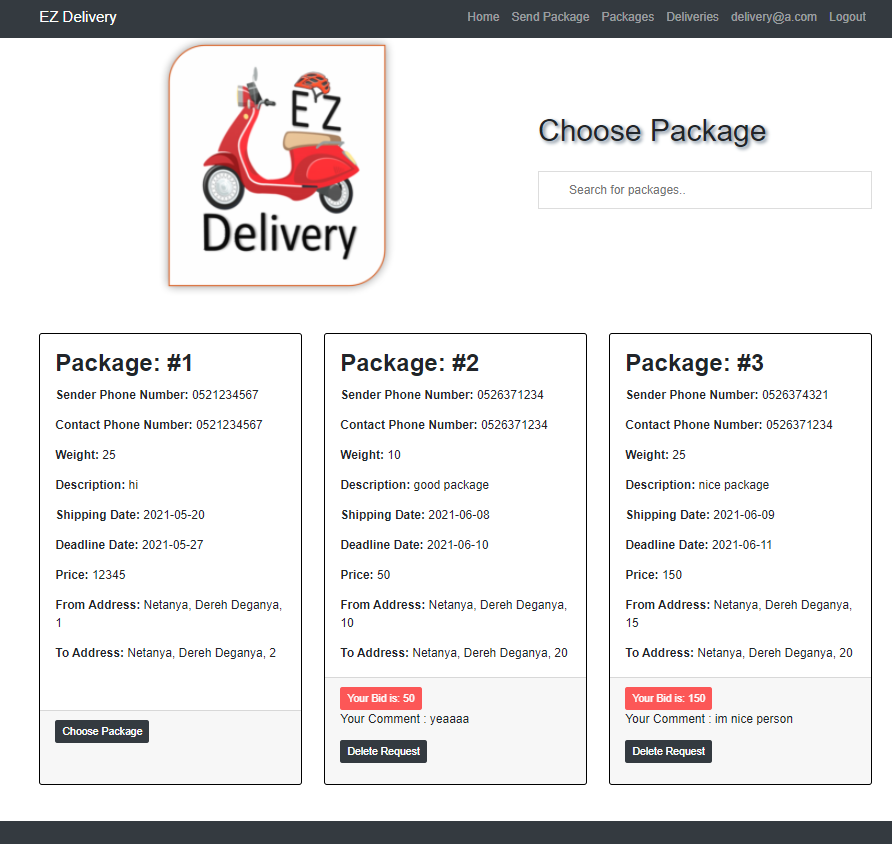 EZ Delivery
Home Send Package Packages Deliveries delivery@a.com Logout
E'Z
Delivery
Choose Package
Search for packages..
Package: #1
Sender Phone Number: 0521234567
Contact Phone Number: 0521234567
Weight: 25
Description: hi
Shipping Date: 2021-05-20
Deadline Date: 2021-05-27
Price: 12345
From Address: Netanya, Dereh Deganya,
1
To Address: Netanya, Dereh Deganya, 2
Choose Package
Package: #2
Sender Phone Number: 0526371234
Contact Phone Number: 0526371234
Weight: 10
Description: good package
Shipping Date: 2021-06-08
Deadline Date: 2021-06-10
Price: 50
From Address: Netanya, Dereh Deganya,
10
To Address: Netanya, Dereh Deganya, 20
Your Bid is: 50
Your Comment : yeaaaa
Delete Request
Package: #3
Sender Phone Number: 0526374321
Contact Phone Number: 0526371234
Weight: 25
Description: nice package
Shipping Date: 2021-06-09
Deadline Date: 2021-06-11
Price: 150
From Address: Netanya, Dereh Deganya,
15
To Address: Netanya, Dereh Deganya, 20
Your Bid is: 150
Your Comment : im nice person
Delete Request